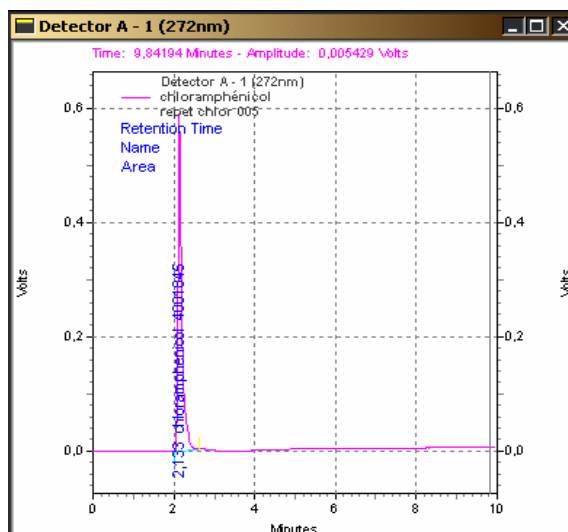 Detector A - 1 (272nm)
Time: 9,84194 Minutes - Amplitude: 0,005429 Volts
Detector A - 1 (272nm)
chloramphénicol
repet chlor 005
Retention Time
Name
Area
0,6
0,4
0,2
0,0
Volts
0,6
0,4
0,2
0,0
Volts
2,133 chloramphénicol 4001845
0 2 4 6 8 10
Minutes